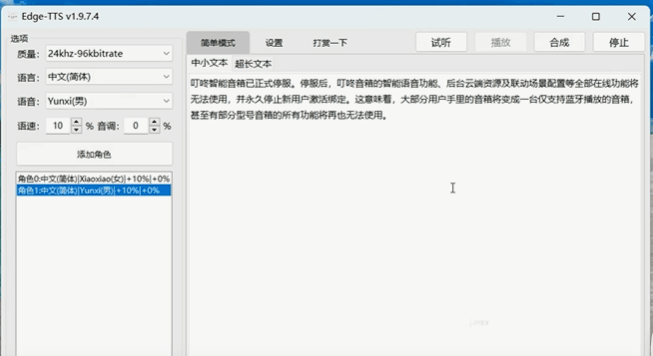 Edge-TTS v1.9.7.4
选项
质量: 24khz-96kbitrate
语言: 中文(简体)
语音: Yunxi(男)
语速: 10 % 音调: 0 %
添加角色
角色0:中文(简体)|Xiaoxiao(女)|+10%|+0%
角色1:中文(简体)|Yunxi(男)|+10%|+0%
简单模式 设置 打赏一下 试听 播放 合成 停止
中小文本 超长文本
叮咚智能音箱已正式停服。停服后，叮咚音箱的智能语音功能、后台云端资源及联动场景配置等全部在线功能将
无法使用，并永久停止新用户激活绑定。这意味着，大部分用户手里的音箱将变成一台仅支持蓝牙播放的音箱，
甚至有部分型号音箱的所有功能将再也无法使用。